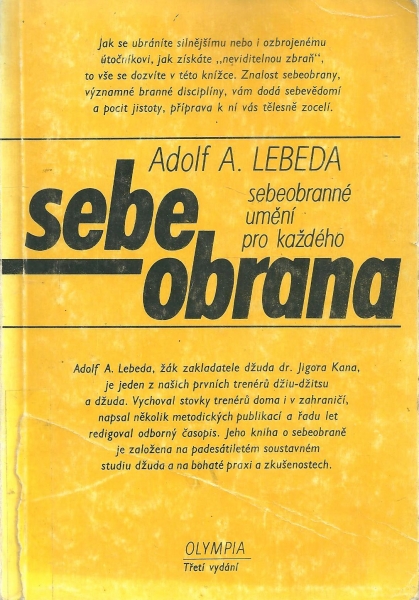 Jak se ubráníte silnějšímu nebo i ozbrojenému
útočníkovi, jak získáte „neviditelnou zbraň“,
to vše se dozvíte v této knížce. Znalost sebeobrany,
významné branné disciplíny, vám dodá sebevědomí
a pocit jistoty, příprava k ní vás tělesně zocelí.
Adolf A. LEBEDA
sebeobranné
umění
pro každého
sebe
obrana
Adolf A. Lebeda, žák zakladatele džuda dr. Jigora Kana,
je jeden z našich prvních trenérů džiu-džitsu
a džuda. Vychoval stovky trenérů doma i v zahraničí,
napsal několik metodických publikací a řadu let
redigoval odborný časopis. Jeho kniha o sebeobraně
je založena na padesátiletém soustavném
studiu džuda a na bohaté praxi a zkušenostech.
OLYMPIA
Třetí vydání